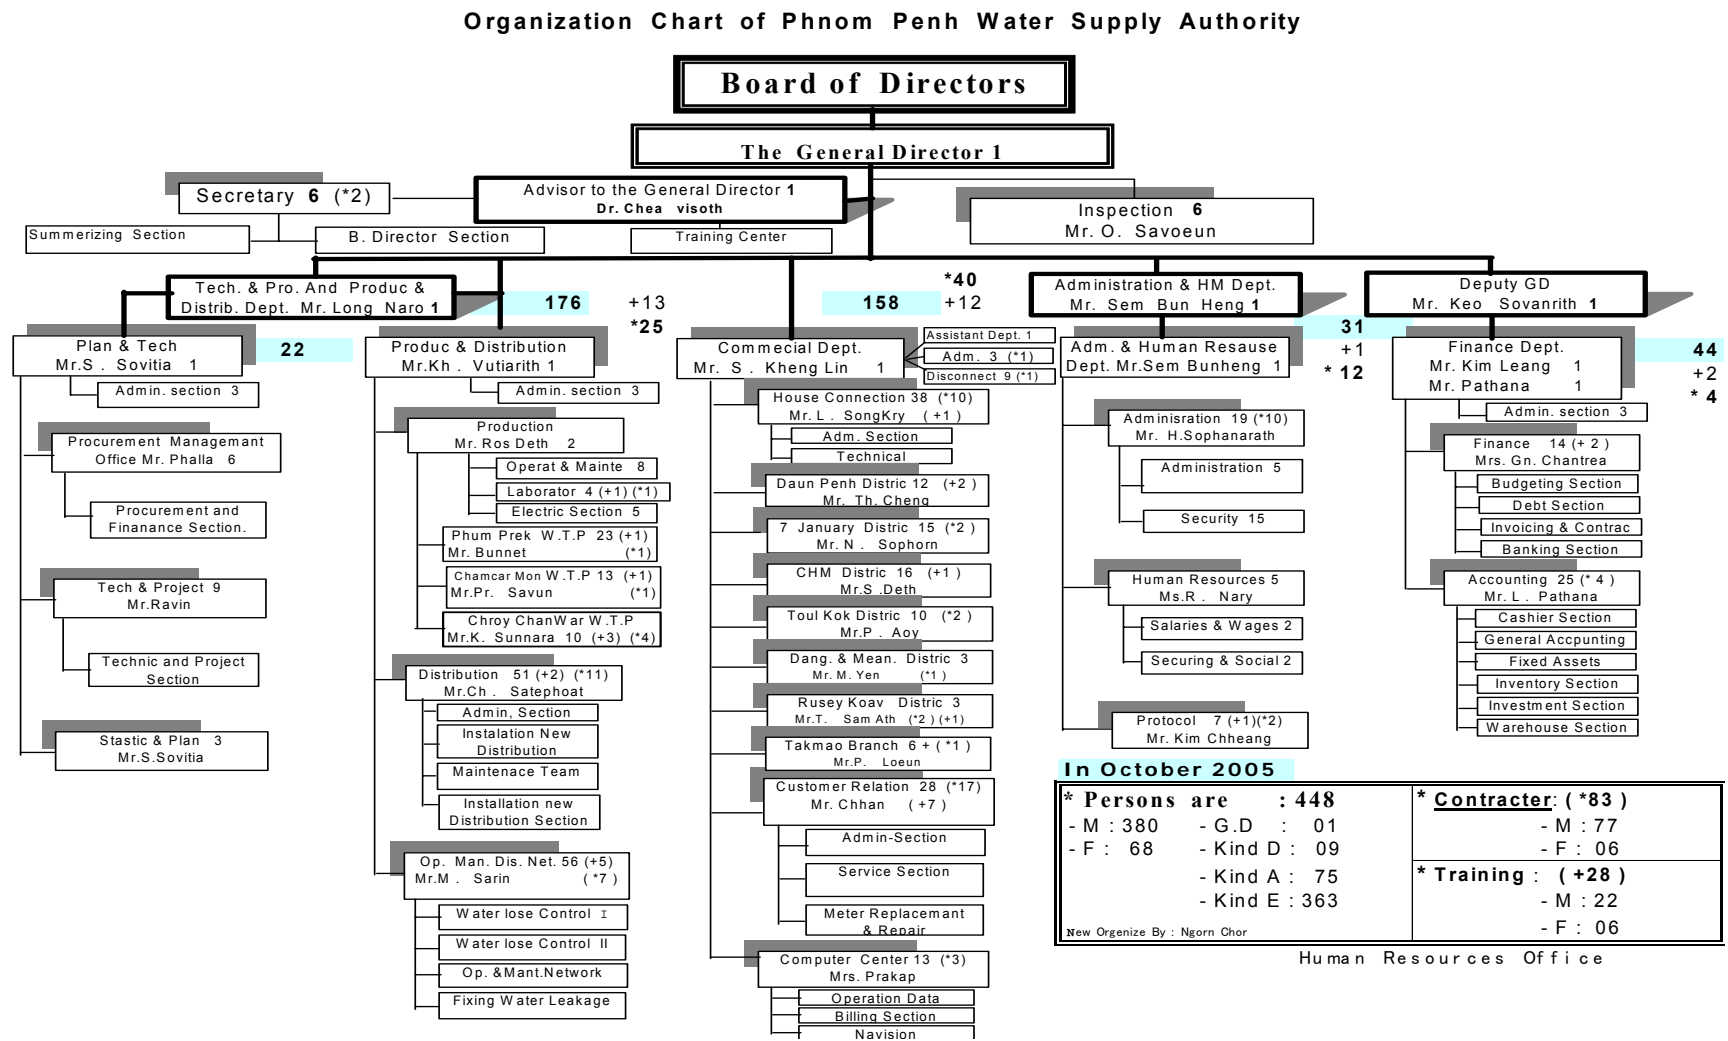 Organization Chart of Phnom Penh Water Supply Authority
Board of Directors
The General Director 1
Secretary 6 (*2)
Advisor to the General Director 1
Dr. Chea visoth
Inspection 6
Mr. O. Savoeun
Summerizing Section
B. Director Section
Training Center
Tech. & Pro. And Produc &
Distrib. Dept. Mr. Long Naro 1
176
+13
*25
158
*40
+12
Administration & HM Dept.
Mr. Sem Bun Heng 1
Deputy GD
Mr. Keo Sovanrith 1
Plan & Tech
Mr.S . Sovitia 1
22
Admin. section 3
Procurement Managemant
Office Mr. Phalla 6
Procurement and
Finanance Section.
Tech & Project 9
Mr.Ravin
Technic and Project
Section
Stastic & Plan 3
Mr.S.Sovitia
Produc & Distribution
Mr.Kh . Vutiarith 1
Admin. section 3
Production
Mr. Ros Deth 2
Operat & Mainte 8
Laborator 4 (+1) (*1)
Electric Section 5
Phum Prek W.T.P 23 (+1)
Mr. Bunnet (*1)
Chamcar Mon W.T.P 13 (+1)
Mr.Pr. Savun (*1)
Chroy ChanWar W.T.P
Mr.K. Sunnara 10 (+3) (*4)
Distribution 51 (+2) (*11)
Mr.Ch . Satephoat
Admin, Section
Instalation New
Distribution
Maintenace Team
Installation new
Distribution Section
Op. Man. Dis. Net. 56 (+5)
Mr.M . Sarin ( *7 )
Water lose Control I
Water lose Control II
Op. &Mant.Network
Fixing Water Leakage
Commecial Dept.
Mr. S . Kheng Lin 1
Assistant Dept. 1
Adm. 3 (*1)
Disconnect 9 (*1)
House Connection 38 (*10)
Mr. L . SongKry ( +1 )
Adm. Section
Technical
Daun Penh Distric 12 (+2 )
Mr. Th. Cheng
7 January Distric 15 (*2 )
Mr. N . Sophorn
CHM Distric 16 (+1 )
Mr.S .Deth
Toul Kok Distric 10 (*2 )
Mr.P . Aoy
Dang. & Mean. Distric 3
Mr. M. Yen (*1 )
Rusey Koav Distric 3
Mr.T. Sam Ath (*2 ) (+1)
Takmao Branch 6 + ( *1 )
Mr.P. Loeun
Customer Relation 28 (*17)
Mr. Chhan ( +7 )
Admin-Section
Service Section
Meter Replacemant
& Repair
Computer Center 13 (*3)
Mrs. Prakap
Operation Data
Billing Section
Navision
Adm. & Human Resause
Dept. Mr.Sem Bunheng 1
31
+1
* 12
Adminisration 19 (*10)
Mr. H.Sophanarath
Administration 5
Security 15
Human Resources 5
Ms.R . Nary
Salaries & Wages 2
Securing & Social 2
Protocol 7 (+1)(*2)
Mr. Kim Chheang
Finance Dept.
Mr. Kim Leang 1
Mr. Pathana 1
44
+2
* 4
Admin. section 3
Finance 14 (+ 2 )
Mrs. Gn. Chantrea
Budgeting Section
Debt Section
Invoicing & Contrac
Banking Section
Accounting 25 (* 4 )
Mr. L . Pathana
Cashier Section
General Accpunting
Fixed Assets
Inventory Section
Investment Section
Warehouse Section
In October 2005
* Persons are : 448
- M : 380 - G.D : 01
- F : 68 - Kind D : 09
- Kind A : 75
- Kind E : 363
New Orgenize By : Ngorn Chor
* Contracter: ( *83 )
- M : 77
- F : 06
* Training : (+28 )
- M : 22
- F : 06
Human Resources Office